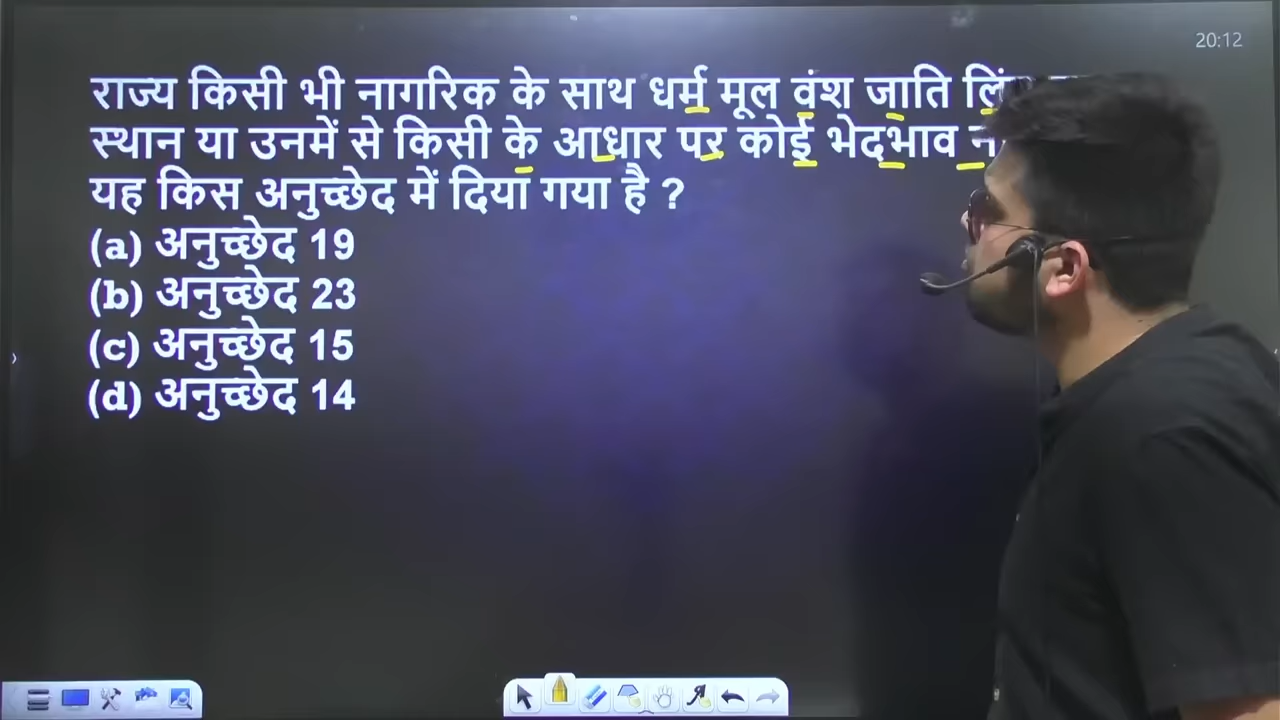 20:12
राज्य किसी भी नागरिक के साथ धर्म मूल वंश जाति
स्थान या उनमें से किसी के आधार पर कोई भेदभाव
यह किस अनुच्छेद में दिया गया है ?
(a) अनुच्छेद 19
(b) अनुच्छेद 23
(c) अनुच्छेद 15
(d) अनुच्छेद 14